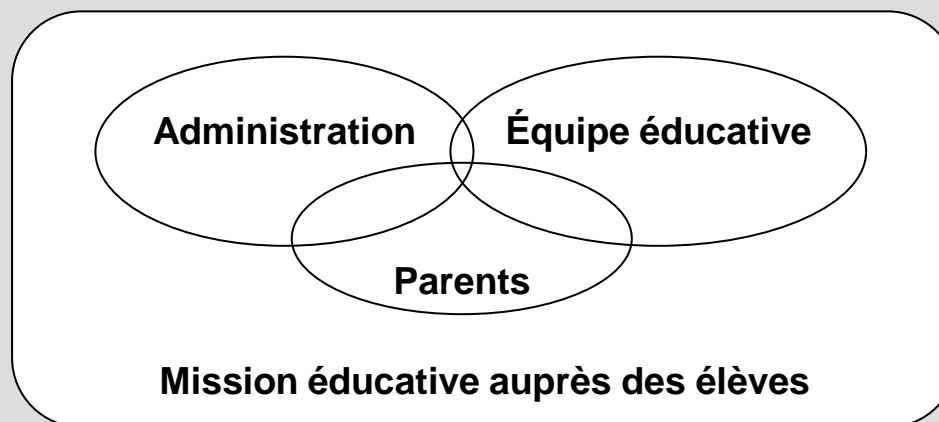 Administration
Équipe éducative
Parents
Mission éducative auprès des élèves